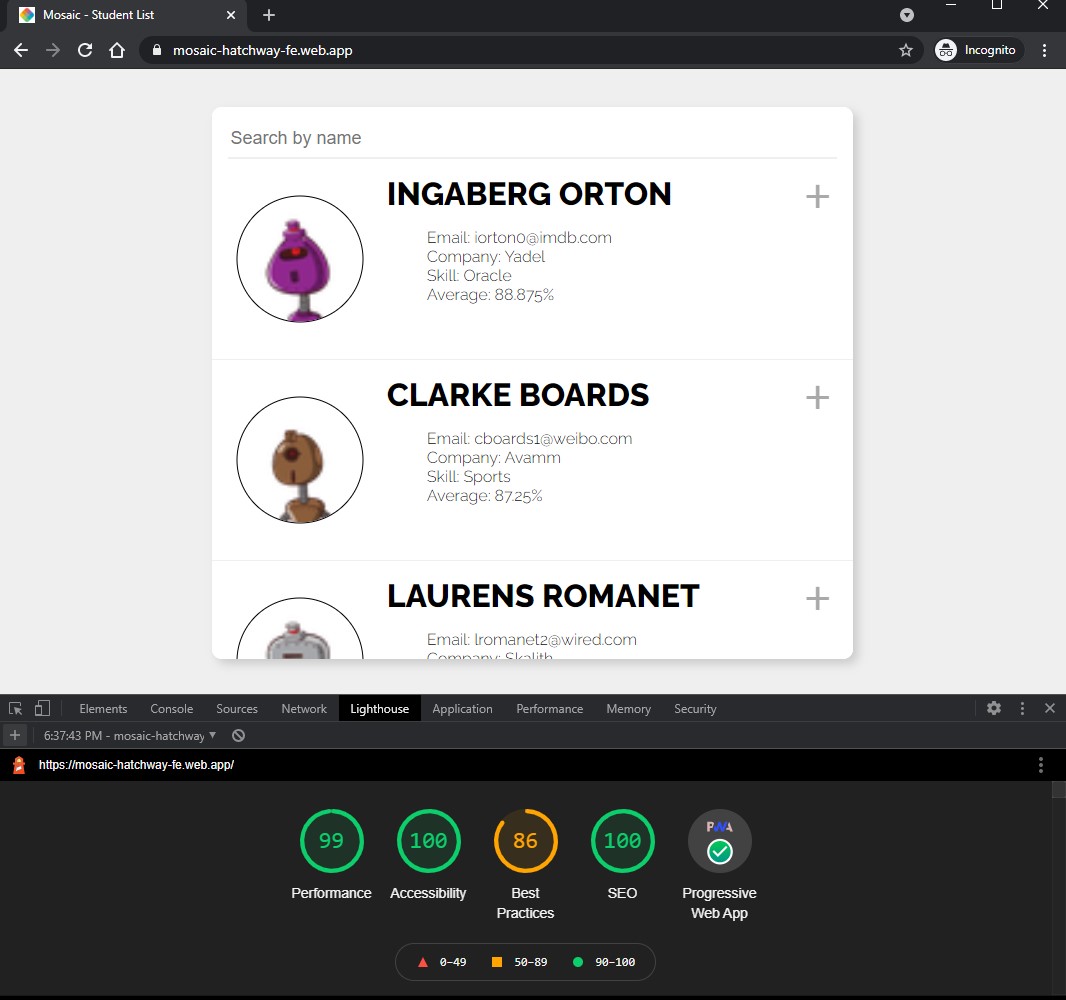 Mosaic - Student List
mosaic-hatchway-fe.web.app
Incognito
Search by name
INGABERG ORTON
Email: iorton0@imdb.com
Company: Yadel
Skill: Oracle
Average: 88.875%
CLARKE BOARDS
Email: cboards1@weibo.com
Company: Avamm
Skill: Sports
Average: 87.25%
LAURENS ROMANET
Email: lromanet2@wired.com
Company: Skalith
Elements Console Sources Network Lighthouse Application Performance Memory Security
6:37:43 PM - mosaic-hatchway
https://mosaic-hatchway-fe.web.app/
99 100 86 100 PWA
Performance Accessibility Best Practices SEO Progressive Web App
0–49 50–89 90–100